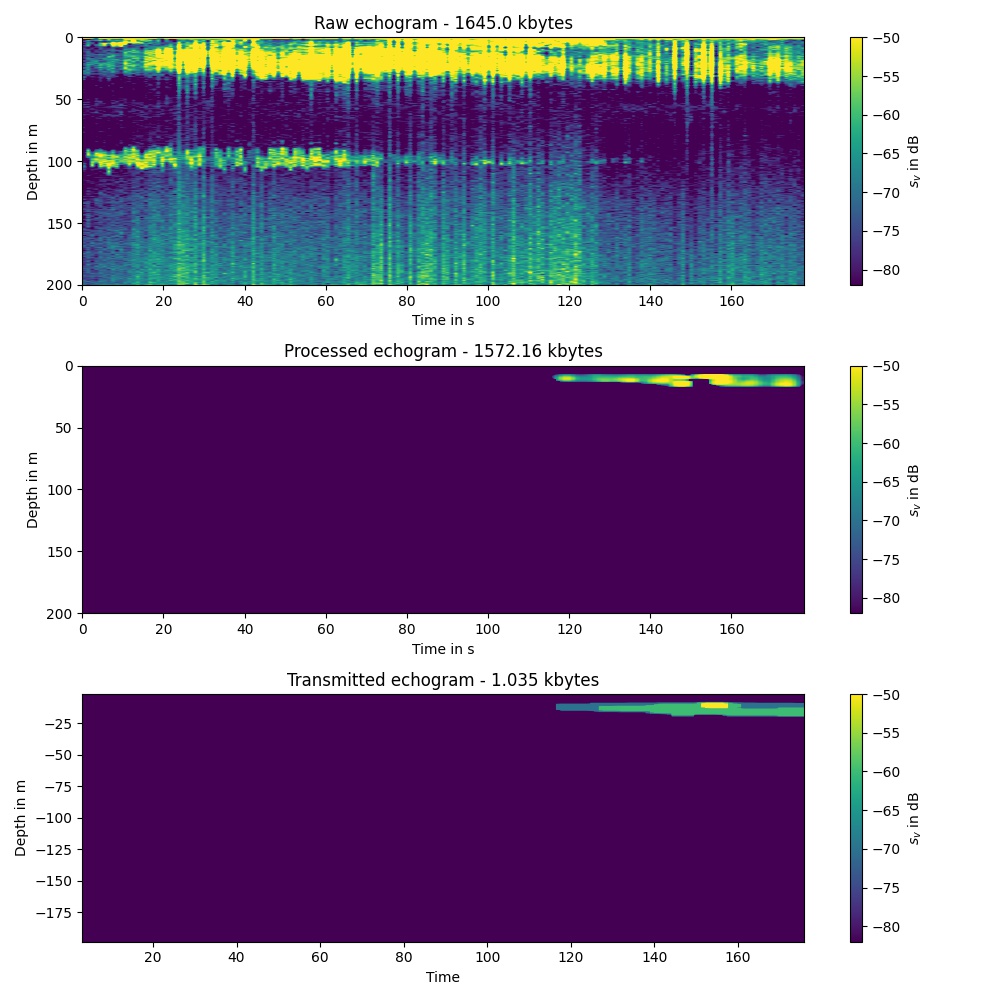 Raw echogram - 1645.0 kbytes
0
50
100
150
200
Depth in m
0 20 40 60 80 100 120 140 160
Time in s
−50
−55
−60
−65
−70
−75
−80
sv in dB
Processed echogram - 1572.16 kbytes
0
50
100
150
200
Depth in m
0 20 40 60 80 100 120 140 160
Time in s
−50
−55
−60
−65
−70
−75
−80
sv in dB
Transmitted echogram - 1.035 kbytes
−25
−50
−75
−100
−125
−150
−175
Depth in m
20 40 60 80 100 120 140 160
Time
−50
−55
−60
−65
−70
−75
−80
sv in dB